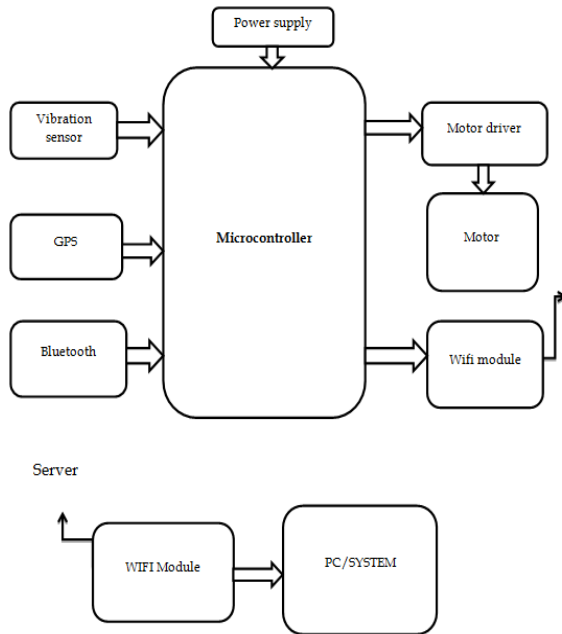 Power supply
Vibration
sensor
Motor driver
GPS
Microcontroller
Motor
Bluetooth
Wifi module
Server
WIFI Module
PC/SYSTEM